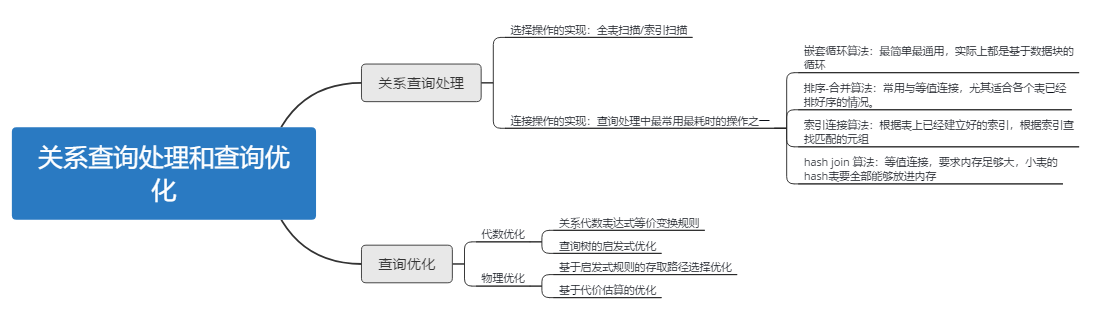 关系查询处理和查询优
化
关系查询处理
选择操作的实现：全表扫描/索引扫描
连接操作的实现：查询处理中最常用最耗时的操作之一
嵌套循环算法：最简单最通用，实际上都是基于数据块的
循环
排序-合并算法：常用与等值连接，尤其适合各个表已经
排好序的情况。
索引连接算法：根据表上已经建立好的索引，根据索引查
找匹配的元组
hash join 算法：等值连接，要求内存足够大，小表的
hash表要全部能够放进内存
查询优化
代数优化
关系代数表达式等价变换规则
查询树的启发式优化
物理优化
基于启发式规则的存取路径选择优化
基于代价估算的优化